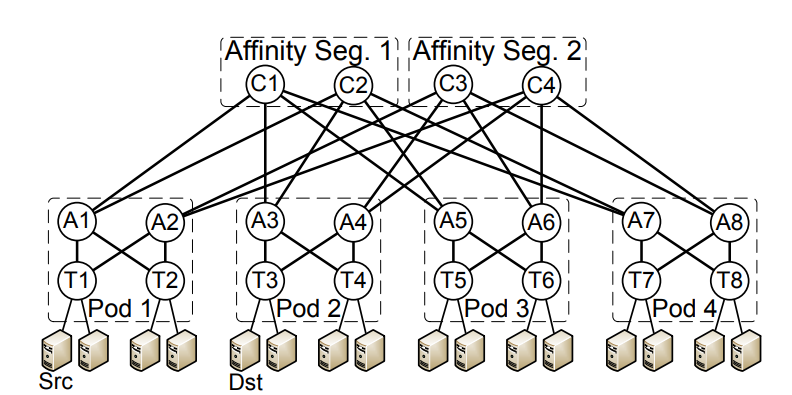 Affinity Seg. 1 Affinity Seg. 2
C1 C2 C3 C4
A1 A2 A3 A4 A5 A6 A7 A8
T1 T2 T3 T4 T5 T6 T7 T8
Pod 1 Pod 2 Pod 3 Pod 4
Src Dst